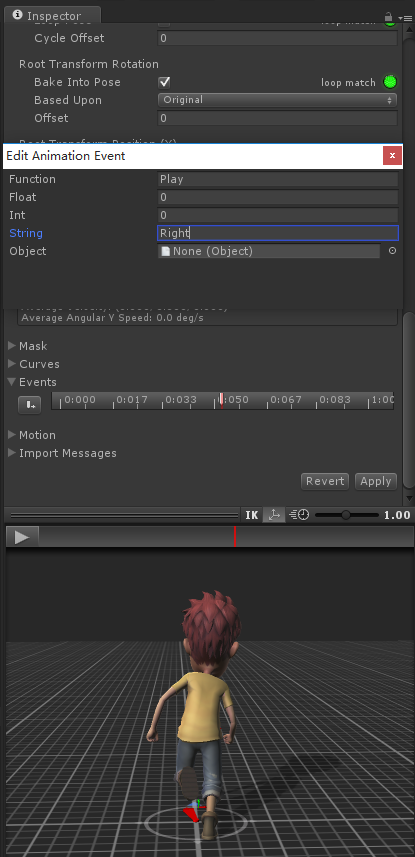 Inspector
Cycle Offset 0
Root Transform Rotation
Bake Into Pose loop match
Based Upon Original
Offset 0
Edit Animation Event x
Function Play
Float 0
Int 0
String Right
Object None (Object)
Average Angular Y Speed: 0.0 deg/s
Mask
Curves
Events
0:000 0:017 0:033 0:050 0:067 0:083 1:00
Motion
Import Messages
Revert Apply
IK 1.00